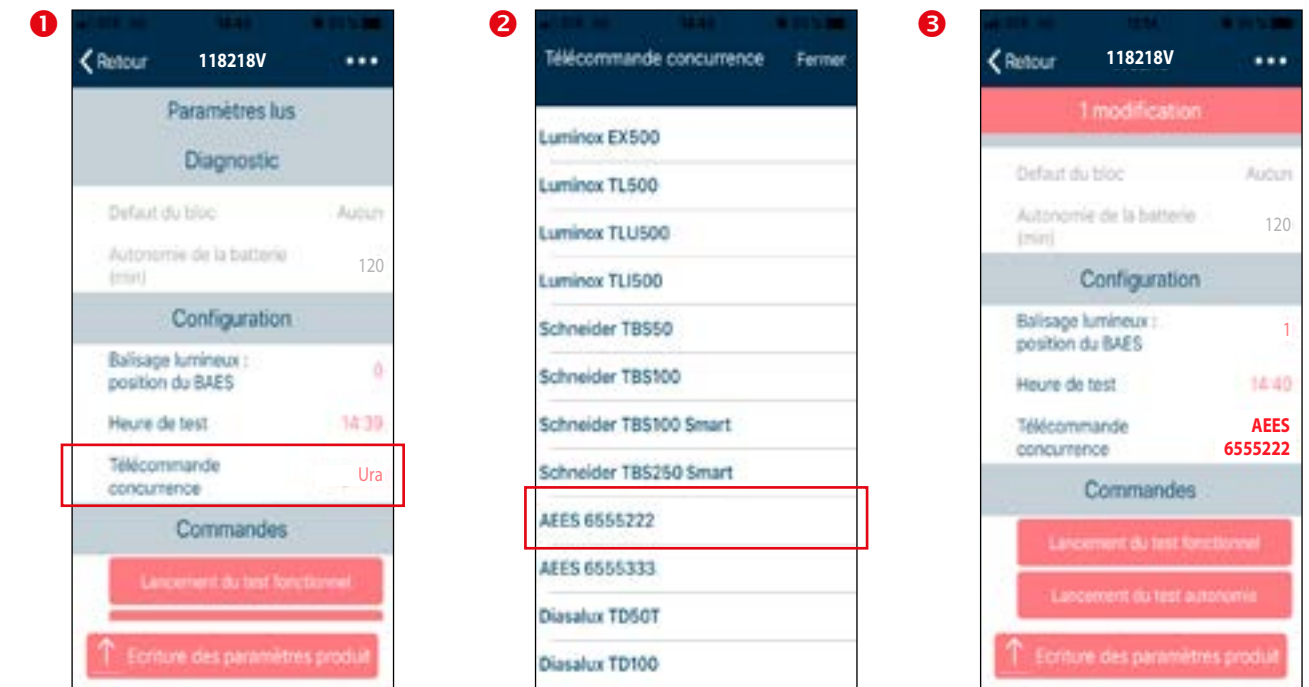 1
Retour 118218V •••
Paramètres lus
Diagnostic
Defaut du bloc Aucun
Autonomie de la batterie 120
(min)
Configuration
Balisage lumineux : 0
position du BAES
Heure de test 14:39
Télécommande Ura
concurrence
Commandes
Lancement du test fonctionnel
Ecriture des paramètres produit
2
Télécommande concurrence Fermer
Luminox EX500
Luminox TL500
Luminox TLU500
Luminox TLI500
Schneider TBS50
Schneider TBS100
Schneider TBS100 Smart
Schneider TBS250 Smart
AEES 6555222
AEES 6555333
Diasalux TD50T
Diasalux TD100
3
Retour 118218V •••
1 modification
Defaut du bloc Aucun
Autonomie de la batterie 120
(min)
Configuration
Balisage lumineux : 1
position du BAES
Heure de test 14:40
Télécommande AEES
concurrence 6555222
Commandes
Lancement du test fonctionnel
Lancement du test autonomie
Ecriture des paramètres produit